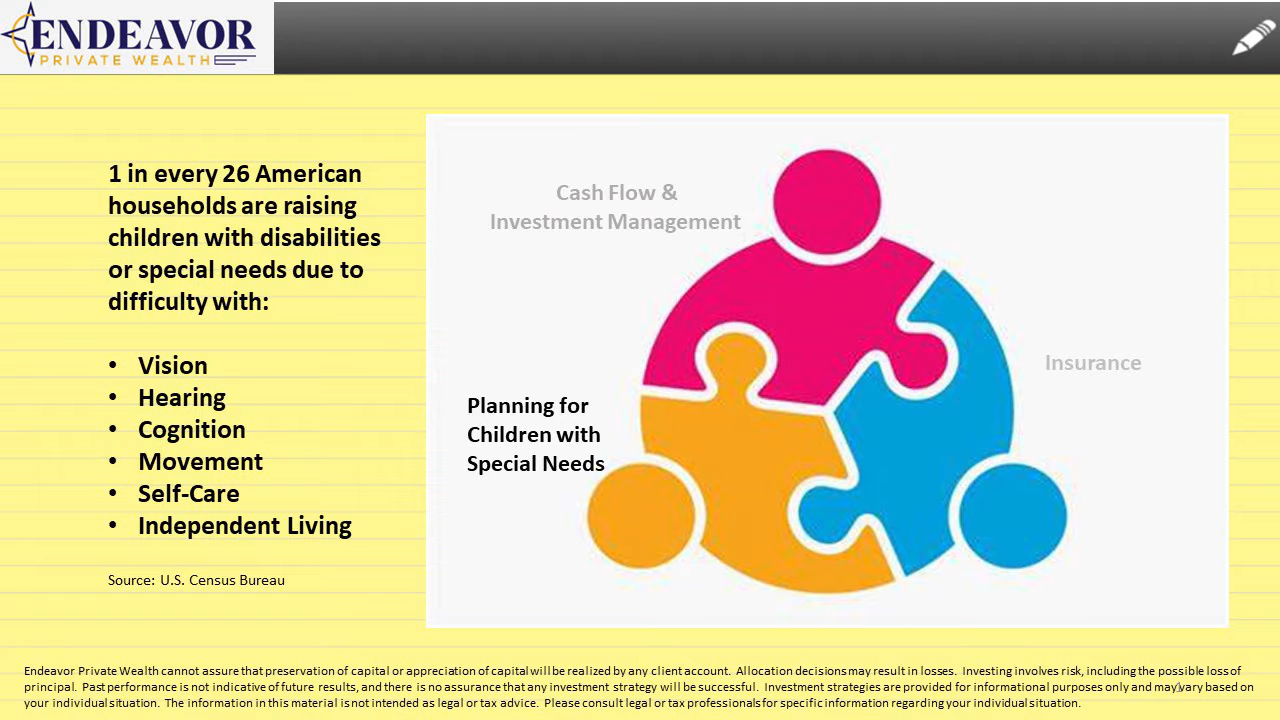 ENDEAVOR
PRIVATE WEALTH
1 in every 26 American
households are raising
children with disabilities
or special needs due to
difficulty with:
• Vision
• Hearing
• Cognition
• Movement
• Self-Care
• Independent Living
Source: U.S. Census Bureau
Cash Flow &
Investment Management
Insurance
Planning for
Children with
Special Needs
Endeavor Private Wealth cannot assure that preservation of capital or appreciation of capital will be realized by any client account. Allocation decisions may result in losses. Investing involves risk, including the possible loss of
principal. Past performance is not indicative of future results, and there is no assurance that any investment strategy will be successful. Investment strategies are provided for informational purposes only and may vary based on
your individual situation. The information in this material is not intended as legal or tax advice. Please consult legal or tax professionals for specific information regarding your individual situation.